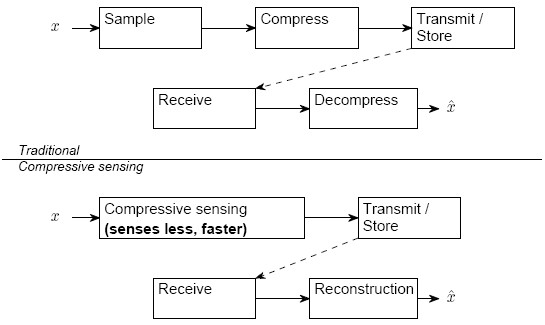 x
Sample
Compress
Transmit /
Store
Receive
Decompress
x̂
Traditional
Compressive sensing
x
Compressive sensing
(senses less, faster)
Transmit /
Store
Receive
Reconstruction
x̂